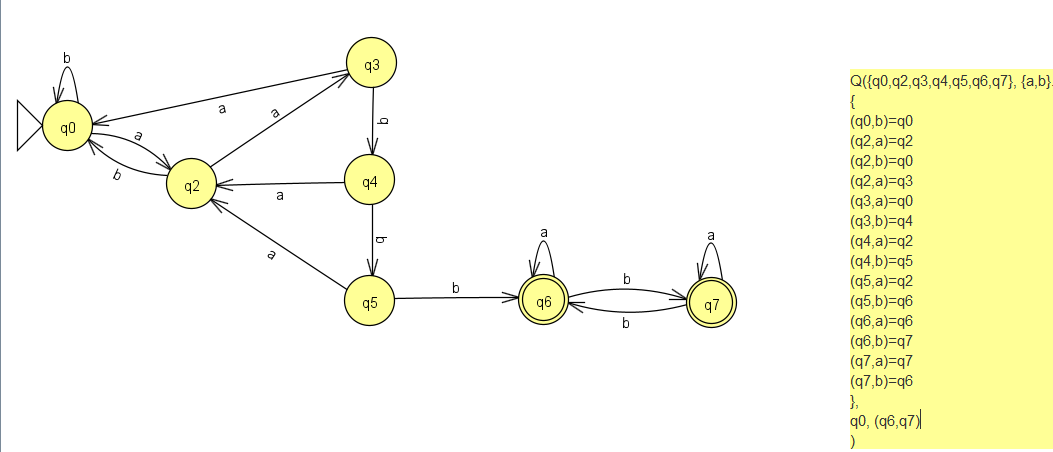 b
q3
a
a
q0
a
b
b
q2
q4
a
b
a
q5
b
a
q6
b
b
a
q7
Q({q0,q2,q3,q4,q5,q6,q7}, {a,b}.
{
(q0,b)=q0
(q2,a)=q2
(q2,b)=q0
(q2,a)=q3
(q3,a)=q0
(q3,b)=q4
(q4,a)=q2
(q4,b)=q5
(q5,a)=q2
(q5,b)=q6
(q6,a)=q6
(q6,b)=q7
(q7,a)=q7
(q7,b)=q6
},
q0, (q6,q7)
)